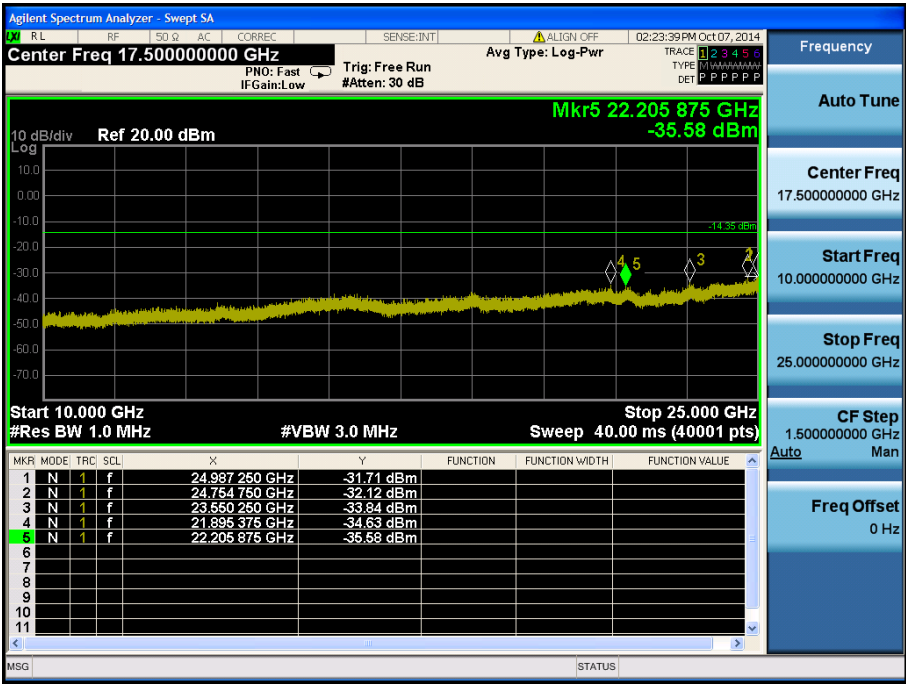 Agilent Spectrum Analyzer - Swept SA
LXI RL RF 50 Ω AC CORREC SENSE:INT ALIGN OFF 02:23:39 PM Oct 07, 2014
Center Freq 17.500000000 GHz
PNO: Fast
IFGain:Low
Trig: Free Run
#Atten: 30 dB
Avg Type: Log-Pwr
TRACE 1 2 3 4 5 6
TYPE M WWWWW
DET P P P P P P
Mkr5 22.205 875 GHz
-35.58 dBm
10 dB/div Ref 20.00 dBm
Log
10.0
0.00
-10.0
-14.35 dBm
-20.0
4 5 3 2
-30.0
-40.0
-50.0
-60.0
-70.0
Start 10.000 GHz Stop 25.000 GHz
#Res BW 1.0 MHz #VBW 3.0 MHz Sweep 40.00 ms (40001 pts)
MKR MODE TRC SCL X Y FUNCTION FUNCTION WIDTH FUNCTION VALUE
1 N 1 f 24.987 250 GHz -31.71 dBm
2 N 1 f 24.754 750 GHz -32.12 dBm
3 N 1 f 23.550 250 GHz -33.84 dBm
4 N 1 f 21.895 375 GHz -34.63 dBm
5 N 1 f 22.205 875 GHz -35.58 dBm
6
7
8
9
10
11
MSG STATUS
Frequency
Auto Tune
Center Freq
17.500000000 GHz
Start Freq
10.000000000 GHz
Stop Freq
25.000000000 GHz
CF Step
1.500000000 GHz
Auto Man
Freq Offset
0 Hz